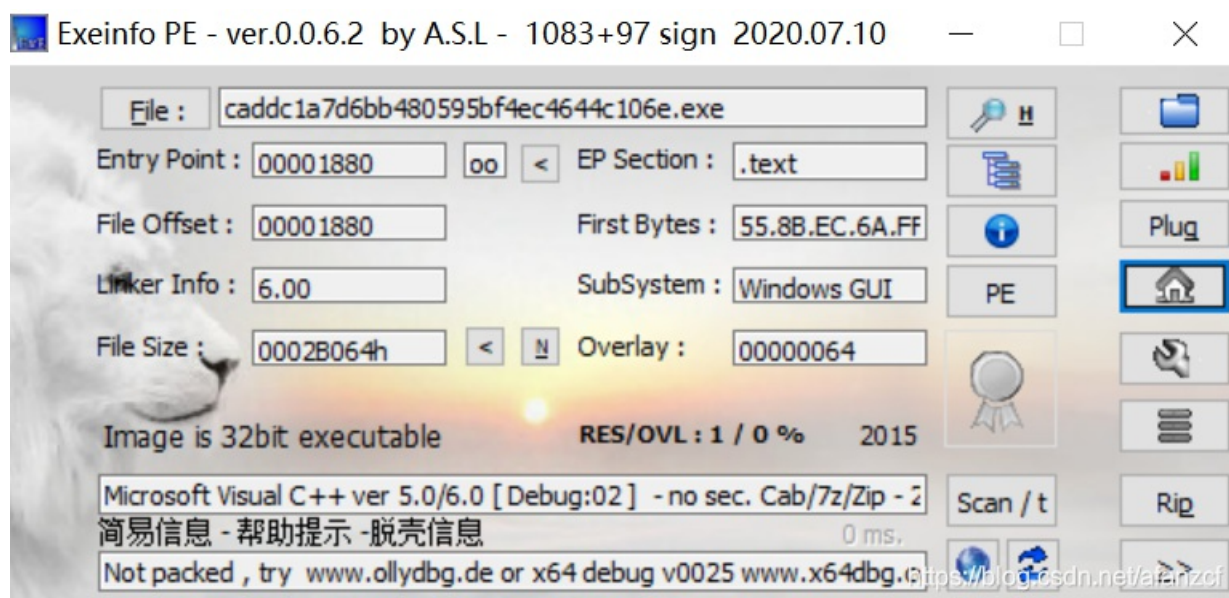 Exeinfo PE - ver.0.0.6.2 by A.S.L - 1083+97 sign 2020.07.10
File : caddc1a7d6bb480595bf4ec4644c106e.exe H
Entry Point : 00001880 oo < EP Section : .text
File Offset : 00001880 First Bytes : 55.8B.EC.6A.FF Plug
Linker Info : 6.00 SubSystem : Windows GUI PE
File Size : 0002B064h < N Overlay : 00000064
Image is 32bit executable RES/OVL : 1 / 0 % 2015
Microsoft Visual C++ ver 5.0/6.0 [ Debug:02 ] - no sec. Cab/7z/Zip - 2 Scan / t Rip
简易信息 - 帮助提示 -脱壳信息 0 ms.
Not packed , try www.ollydbg.de or x64 debug v0025 www.x64dbg. >>
https://blog.csdn.net/afanzcf